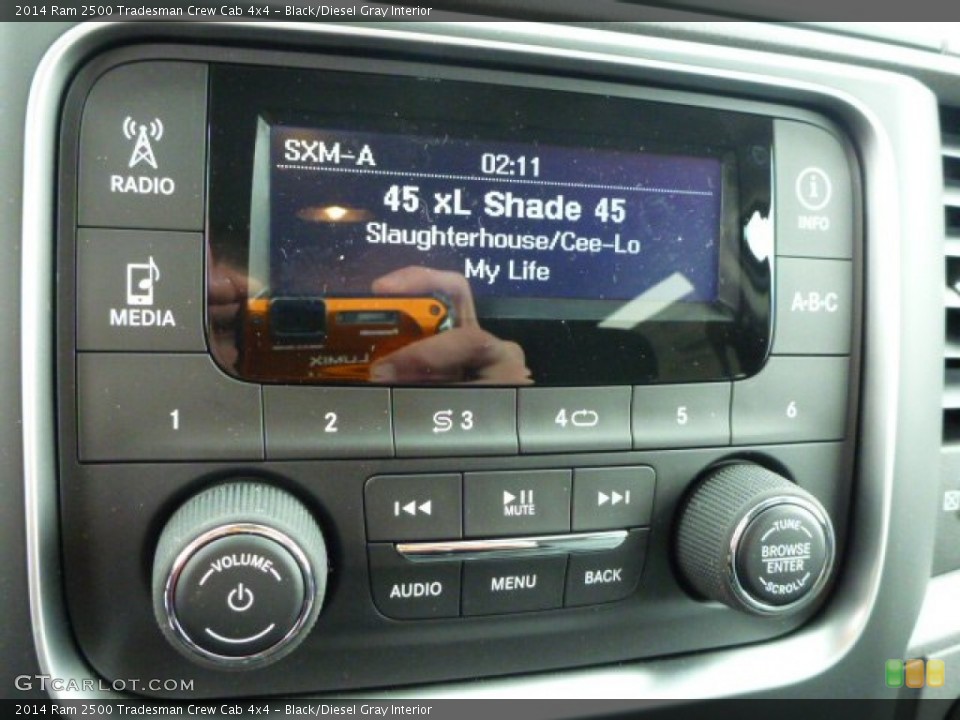 2014 Ram 2500 Tradesman Crew Cab 4x4 - Black/Diesel Gray Interior
RADIO
SXM-A 02:11
45 xL Shade 45
Slaughterhouse/Cee-Lo
My Life
INFO
MEDIA
A-B-C
LUMIX
1 2 3 4 5 6
VOLUME
MUTE
AUDIO MENU BACK
TUNE
BROWSE
ENTER
SCROLL
GTCARLOT.COM
2014 Ram 2500 Tradesman Crew Cab 4x4 - Black/Diesel Gray Interior